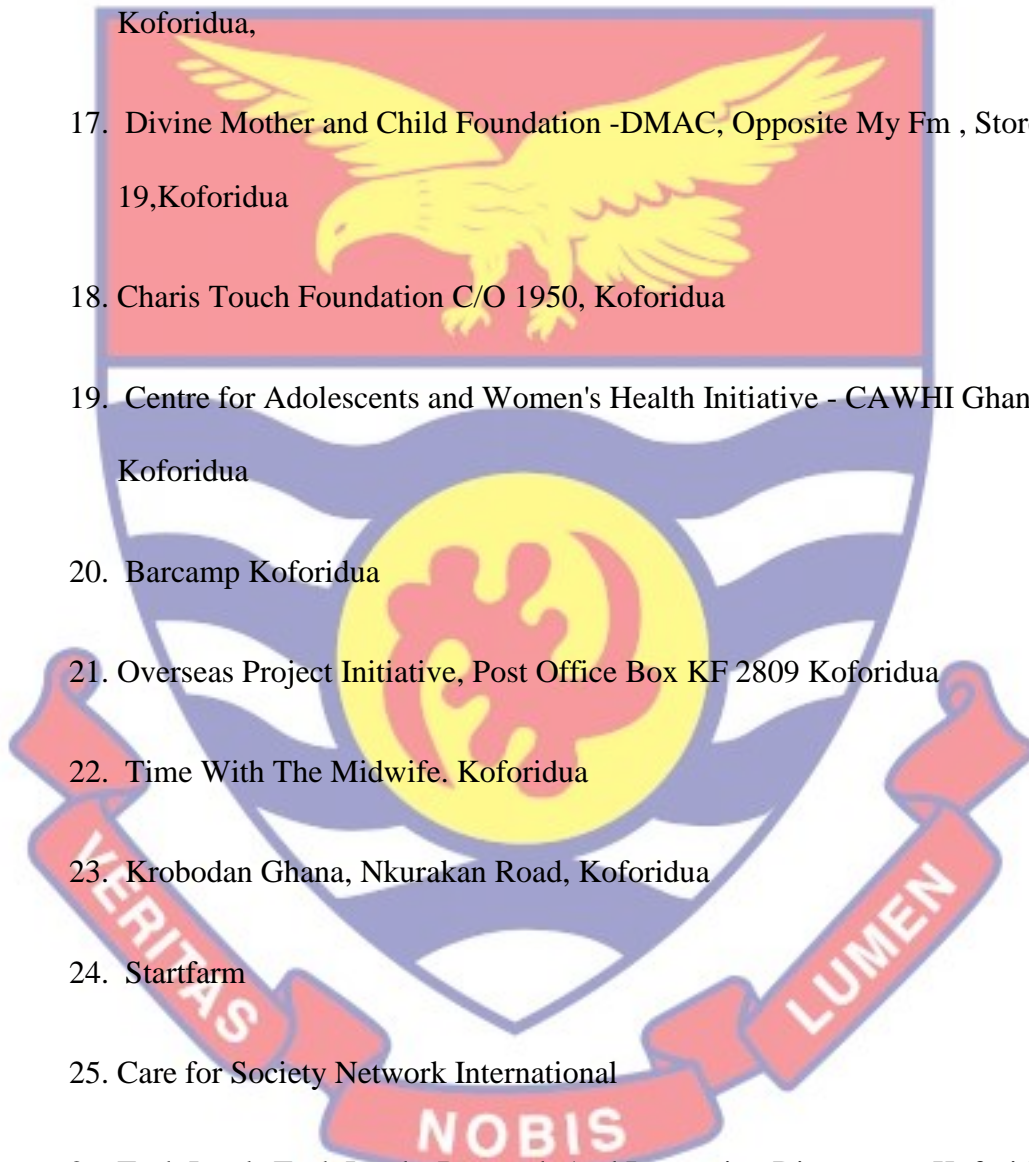 Koforidua,
17. Divine Mother and Child Foundation -DMAC, Opposite My Fm , Stor
19,Koforidua
18. Charis Touch Foundation C/O 1950, Koforidua
19. Centre for Adolescents and Women's Health Initiative - CAWHI Ghan
Koforidua
20. Barcamp Koforidua
21. Overseas Project Initiative, Post Office Box KF 2809 Koforidua
22. Time With The Midwife. Koforidua
23. Krobodan Ghana, Nkurakan Road, Koforidua
24. Startfarm
25. Care for Society Network International
VERITAS
NOBIS
LUMEN